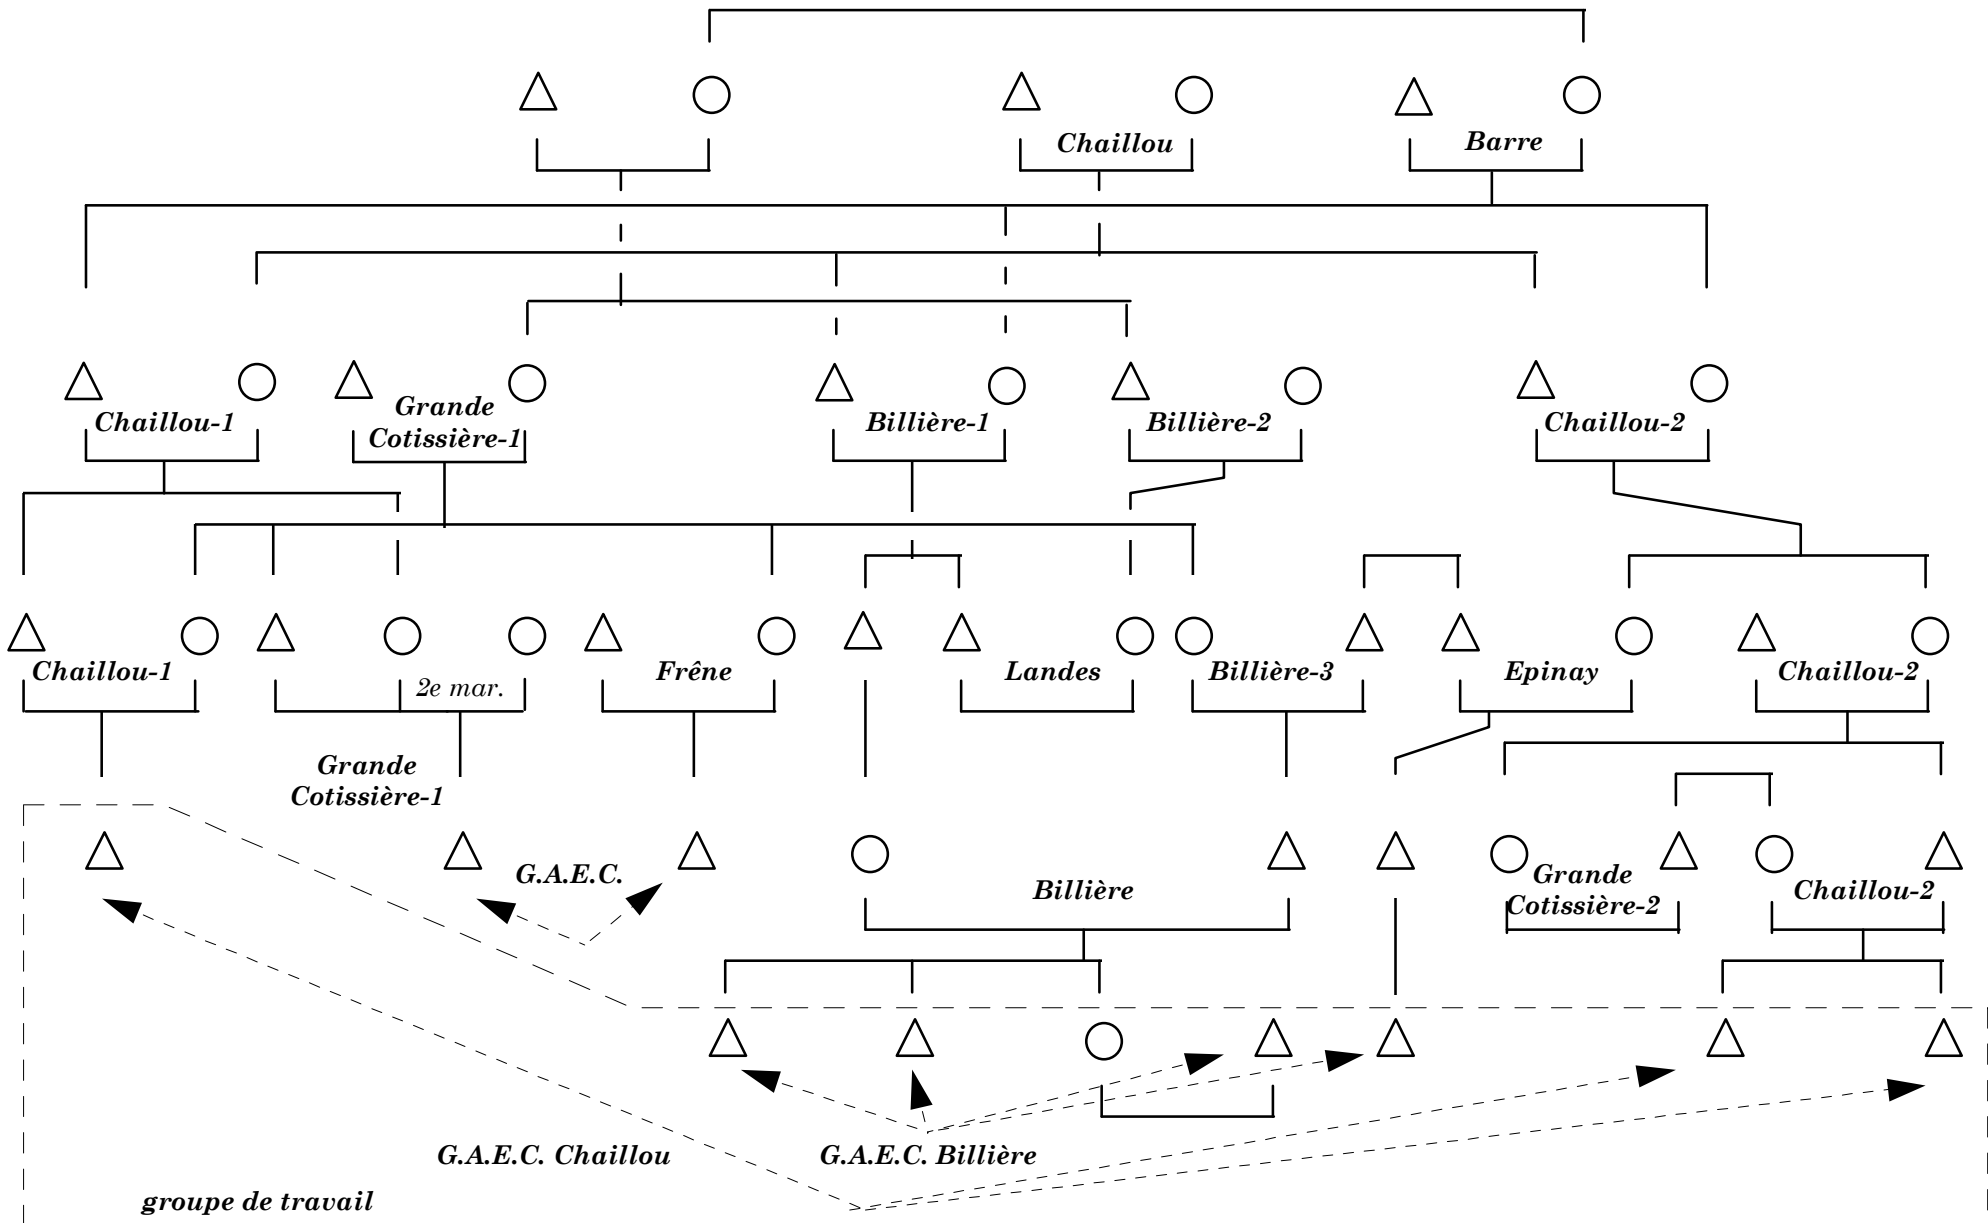 Chaillou
Barre
Chaillou-1
Grande
Cotissière-1
Billière-1
Billière-2
Chaillou-2
Chaillou-1
2e mar.
Frêne
Landes
Billière-3
Epinay
Chaillou-2
Grande
Cotissière-1
G.A.E.C.
Billière
Grande
Cotissière-2
Chaillou-2
G.A.E.C. Chaillou
G.A.E.C. Billière
groupe de travail